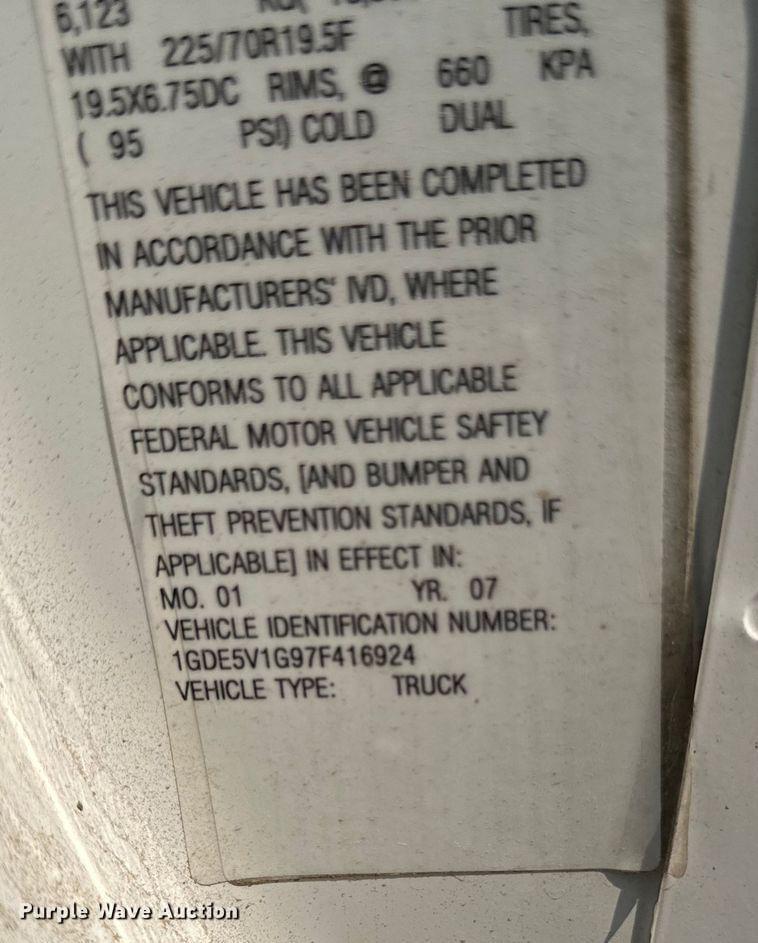 6,123 KG(
WITH 225/70R19.5F TIRES,
19.5X6.75DC RIMS, @ 660 KPA
( 95 PSI) COLD DUAL
THIS VEHICLE HAS BEEN COMPLETED
IN ACCORDANCE WITH THE PRIOR
MANUFACTURERS' IVD, WHERE
APPLICABLE. THIS VEHICLE
CONFORMS TO ALL APPLICABLE
FEDERAL MOTOR VEHICLE SAFTEY
STANDARDS, [AND BUMPER AND
THEFT PREVENTION STANDARDS, IF
APPLICABLE] IN EFFECT IN:
MO. 01 YR. 07
VEHICLE IDENTIFICATION NUMBER:
1GDE5V1G97F416924
VEHICLE TYPE: TRUCK
Purple Wave Auction